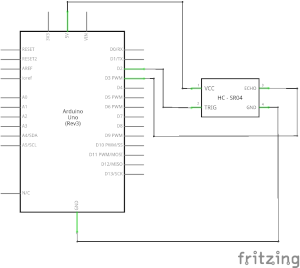 3V3
5V
VIN
RESET
RESET2
AREF
IOREF
A0
A1
A2
A3
A4/SDA
A5/SCL
N/C
Arduino
Uno
(Rev3)
D0/RX
D1/TX
D2
D3 PWM
D4
D5 PWM
D6 PWM
D7
D8
D9 PWM
D10 PWM/SS
D11 PWM/MOSI
D12/MISO
D13/SCK
GND
VCC
TRIG
ECHO
GND
HC - SR04
fritzing